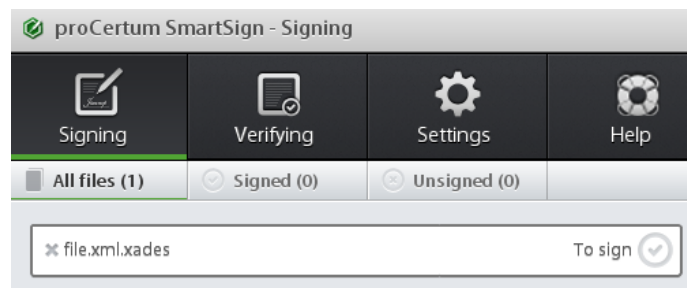 proCertum SmartSign - Signing
Signing Verifying Settings Help
All files (1) Signed (0) Unsigned (0)
file.xml.xades To sign